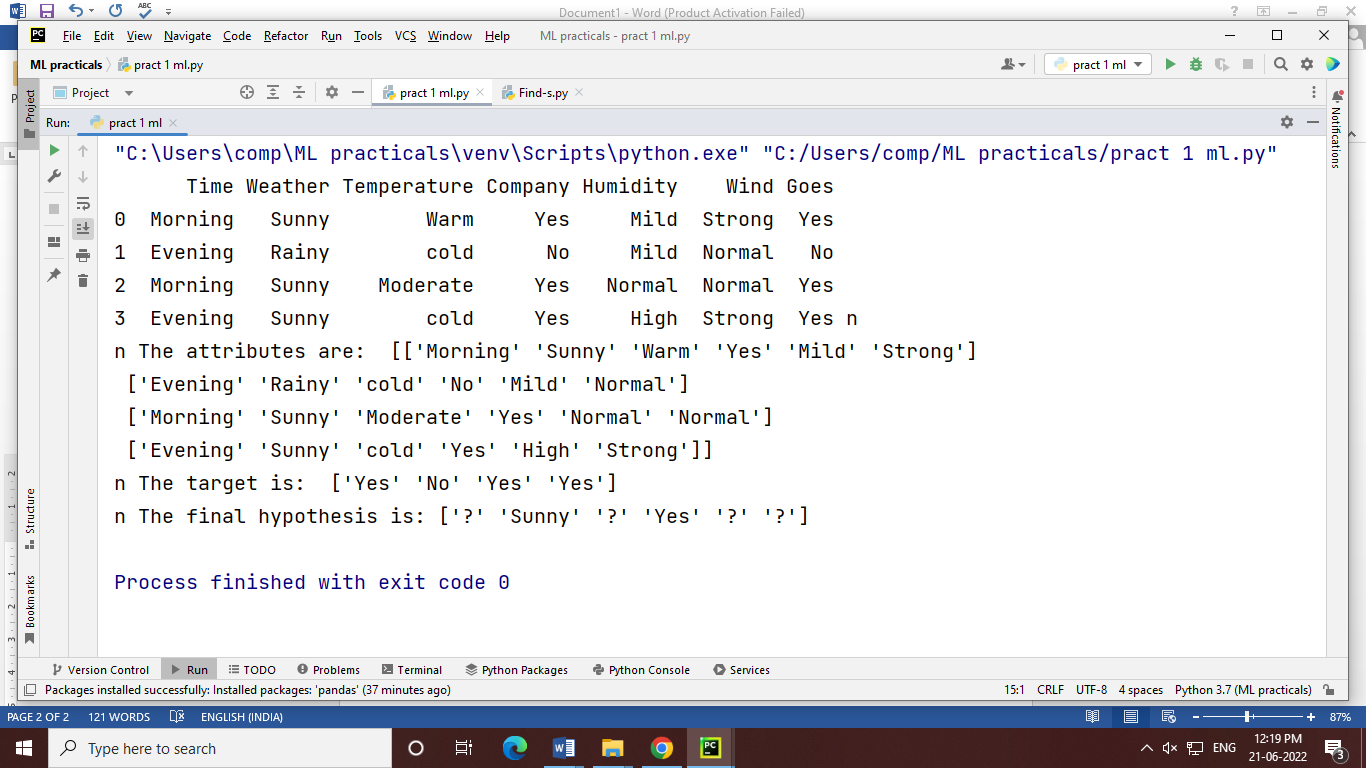 Document1 - Word (Product Activation Failed)
File Edit View Navigate Code Refactor Run Tools VCS Window Help ML practicals - pract 1 ml.py
ML practicals pract 1 ml.py pract 1 ml
Project pract 1 ml.py Find-s.py
Run: pract 1 ml
Project
Notifications
"C:\Users\comp\ML practicals\venv\Scripts\python.exe" "C:/Users/comp/ML practicals/pract 1 ml.py"
      Time Weather Temperature Company Humidity    Wind Goes
0  Morning   Sunny        Warm     Yes     Mild  Strong  Yes
1  Evening   Rainy        cold      No     Mild  Normal   No
2  Morning   Sunny    Moderate     Yes   Normal  Normal  Yes
3  Evening   Sunny        cold     Yes     High  Strong  Yes n
n The attributes are:  [['Morning' 'Sunny' 'Warm' 'Yes' 'Mild' 'Strong']
 ['Evening' 'Rainy' 'cold' 'No' 'Mild' 'Normal']
 ['Morning' 'Sunny' 'Moderate' 'Yes' 'Normal' 'Normal']
 ['Evening' 'Sunny' 'cold' 'Yes' 'High' 'Strong']]
n The target is:  ['Yes' 'No' 'Yes' 'Yes']
n The final hypothesis is: ['?' 'Sunny' '?' 'Yes' '?' '?']
Process finished with exit code 0
Structure
Bookmarks
Version Control Run TODO Problems Terminal Python Packages Python Console Services
Packages installed successfully: Installed packages: 'pandas' (37 minutes ago) 15:1 CRLF UTF-8 4 spaces Python 3.7 (ML practicals)
PAGE 2 OF 2 121 WORDS ENGLISH (INDIA) 87%
Type here to search ENG 12:19 PM
21-06-2022 3